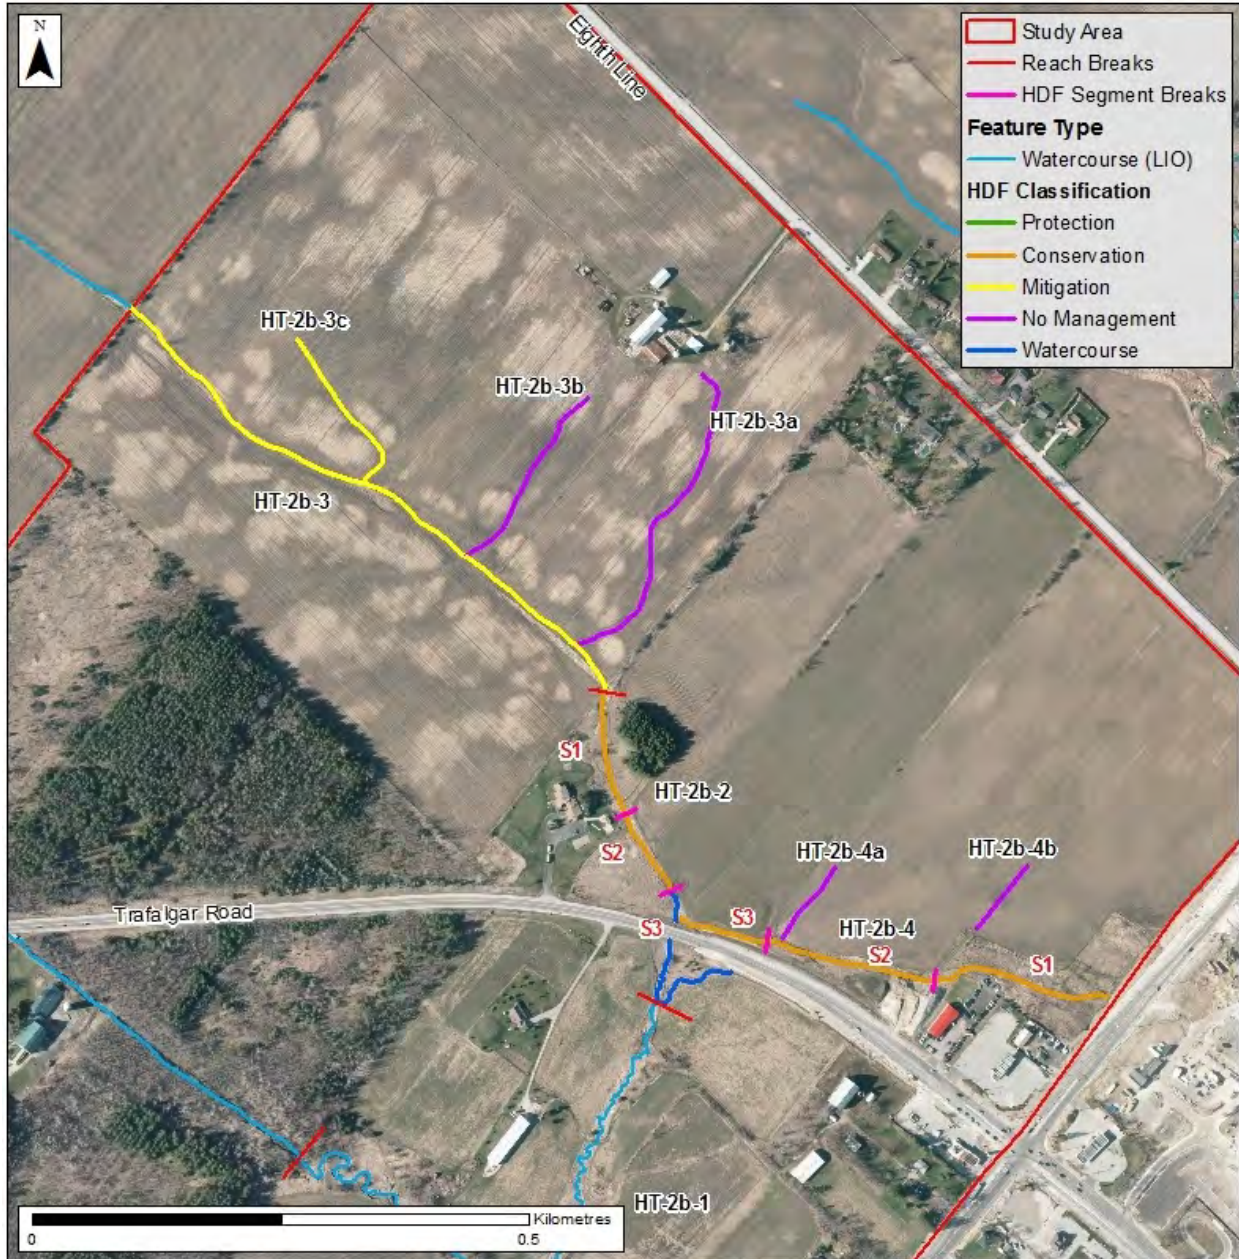 N
Eighth Line
Study Area
Reach Breaks
HDF Segment Breaks
Feature Type
Watercourse (LIO)
HDF Classification
Protection
Conservation
Mitigation
No Management
Watercourse
HT-2b-3c
HT-2b-3b
HT-2b-3a
HT-2b-3
S1
HT-2b-2
S2
HT-2b-4a
HT-2b-4b
Trafalgar Road
S3
S3
HT-2b-4
S2
S1
HT-2b-1
Kilometres
0
0.5